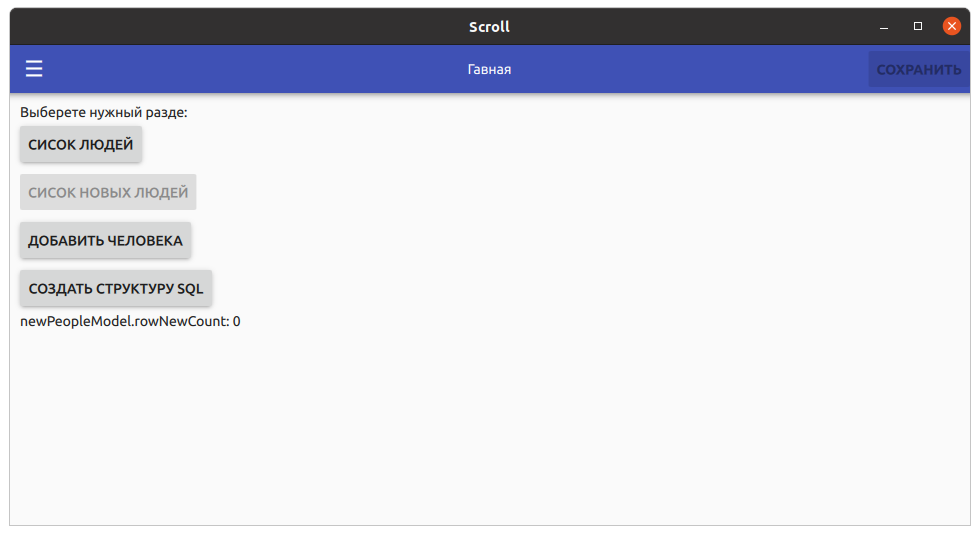 Scroll
Гавная
СОХРАНИТЬ
Выберете нужный разде:
СИСОК ЛЮДЕЙ
СИСОК НОВЫХ ЛЮДЕЙ
ДОБАВИТЬ ЧЕЛОВЕКА
СОЗДАТЬ СТРУКТУРУ SQL
newPeopleModel.rowNewCount: 0